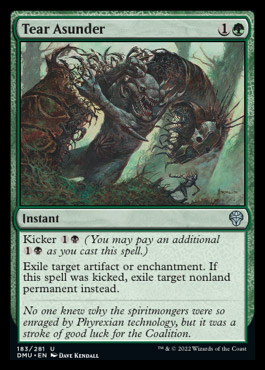 Tear Asunder 1
Instant
Kicker 1 (You may pay an additional
1 as you cast this spell.)
Exile target artifact or enchantment. If
this spell was kicked, exile target nonland
permanent instead.
No one knew why the spiritmongers were so
enraged by Phyrexian technology, but it was a
stroke of good luck for the Coalition.
183/281 U
DMU • EN Dave Kendall
™ & © 2022 Wizards of the Coast